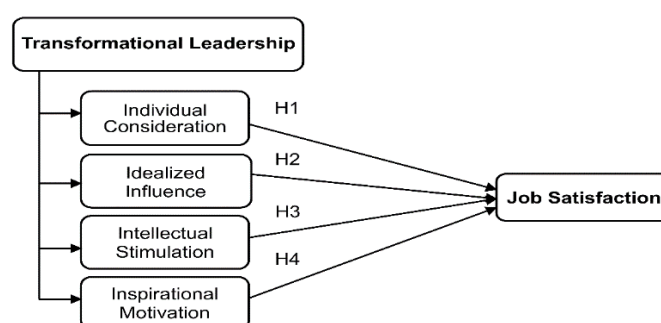 Transformational Leadership
Individual
Consideration
H1
Idealized
Influence
H2
Intellectual
Stimulation
H3
Inspirational
Motivation
H4
Job Satisfaction